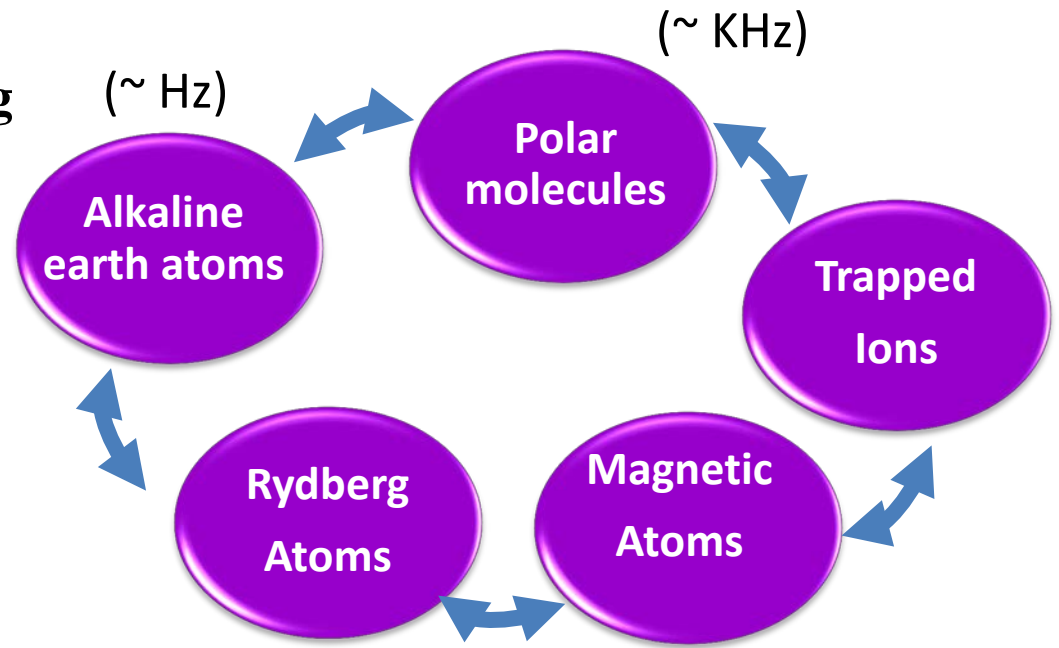 (~ KHz)
g
(~ Hz)
Polar
molecules
Alkaline
earth atoms
Trapped
Ions
Rydberg
Atoms
Magnetic
Atoms